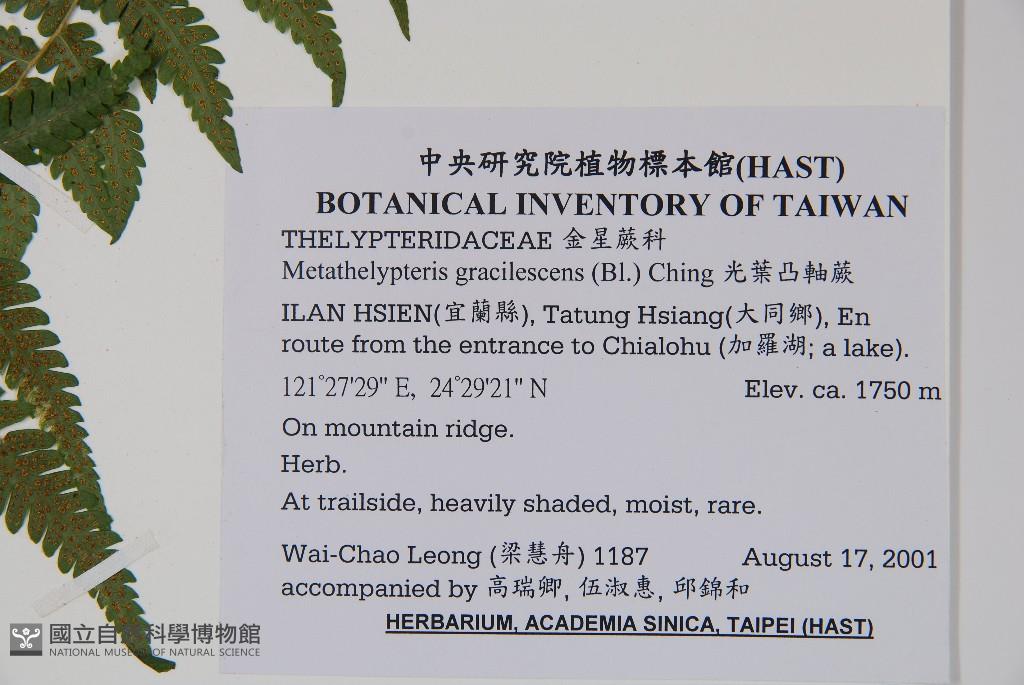 中央研究院植物標本館(HAST)
BOTANICAL INVENTORY OF TAIWAN
THELYPTERIDACEAE 金星蕨科
Metathelypteris gracilescens (Bl.) Ching 光葉凸軸蕨
ILAN HSIEN(宜蘭縣), Tatung Hsiang(大同鄉), En
route from the entrance to Chialohu (加羅湖; a lake).
121°27'29" E, 24°29'21" N Elev. ca. 1750 m
On mountain ridge.
Herb.
At trailside, heavily shaded, moist, rare.
Wai-Chao Leong (梁慧舟) 1187 August 17, 2001
accompanied by 高瑞卿, 伍淑惠, 邱錦和
HERBARIUM, ACADEMIA SINICA, TAIPEI (HAST)
國立自然科學博物館
NATIONAL MUSEUM OF NATURAL SCIENCE